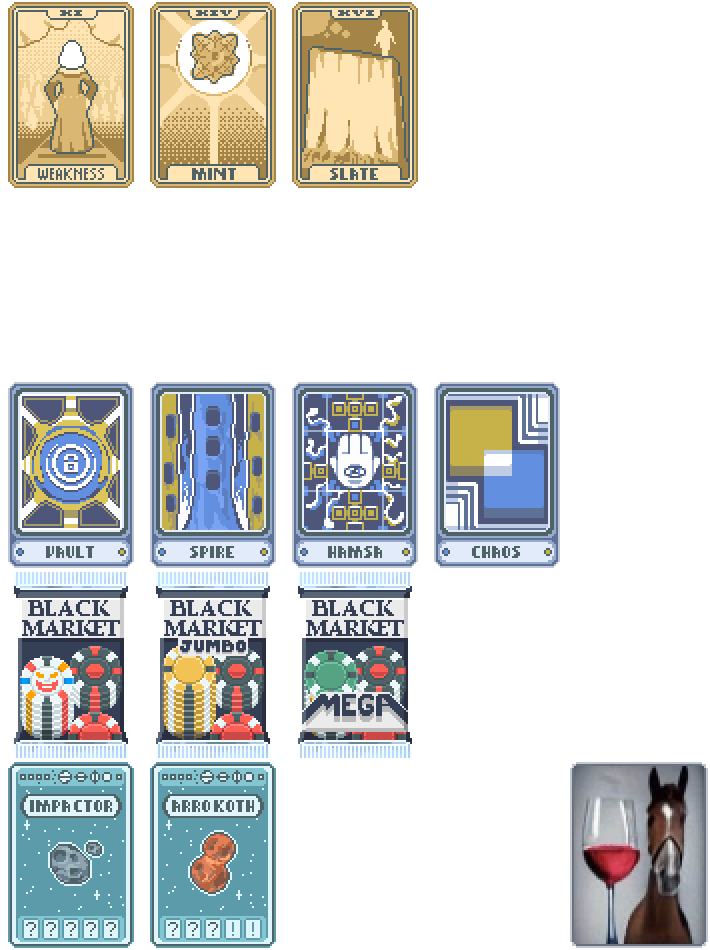 XI
XIV
XVI
WEAKNESS
MINT
SLATE
VAULT
SPIRE
HAMSA
CHAOS
BLACK
MARKET
BLACK
MARKET
JUMBO
BLACK
MARKET
MEGA
IMPACTOR
ARROKOTH
? ? ? ? ?
? ? ? ! !